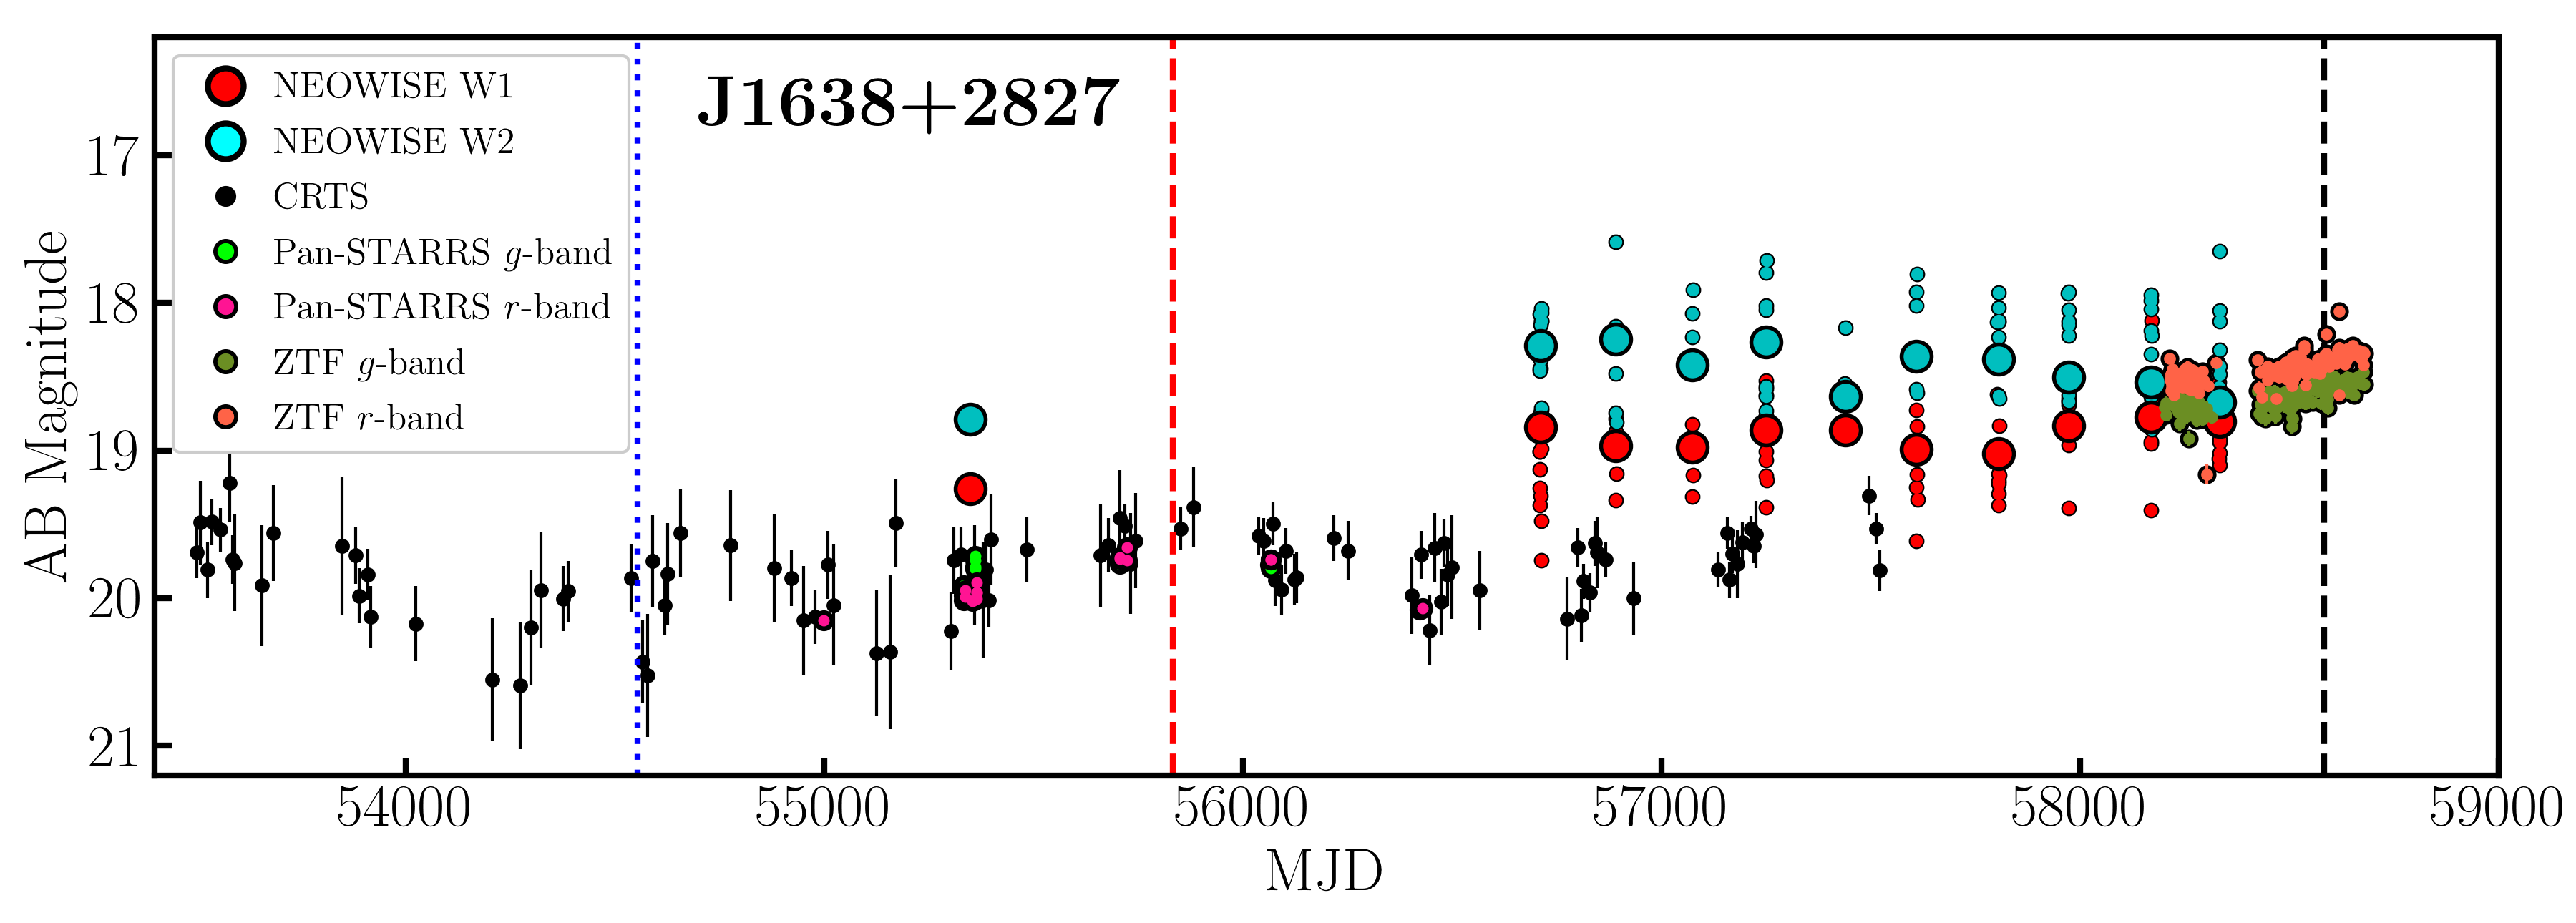 J1638+2827
NEOWISE W1
NEOWISE W2
CRTS
Pan-STARRS g-band
Pan-STARRS r-band
ZTF g-band
ZTF r-band
AB Magnitude
17
18
19
20
21
54000 55000 56000 57000 58000 59000
MJD